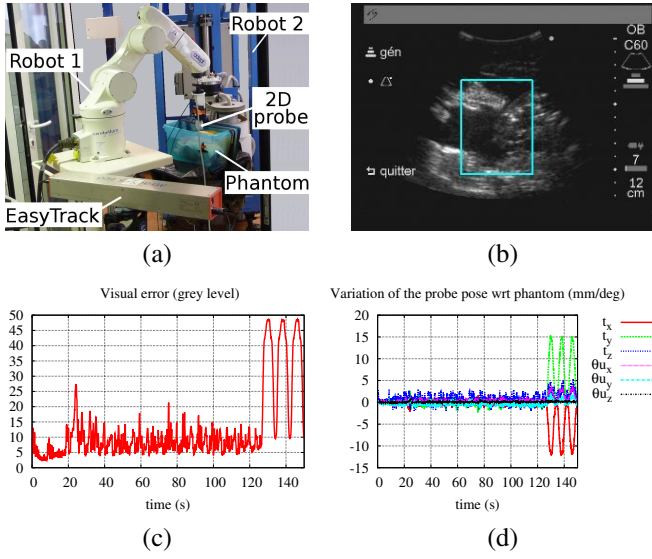 Robot 1
Robot 2
2D
probe
Phantom
EasyTrack
(a)
gén
quitter
OB
C60
7
12
cm
(b)
Visual error (grey level)
50
45
40
35
30
25
20
15
10
5
0
0 20 40 60 80 100 120 140
time (s)
(c)
Variation of the probe pose wrt phantom (mm/deg)
20
15
10
5
0
-5
-10
-15
0 20 40 60 80 100 120 140
time (s)
tx
ty
tz
θux
θuy
θuz
(d)